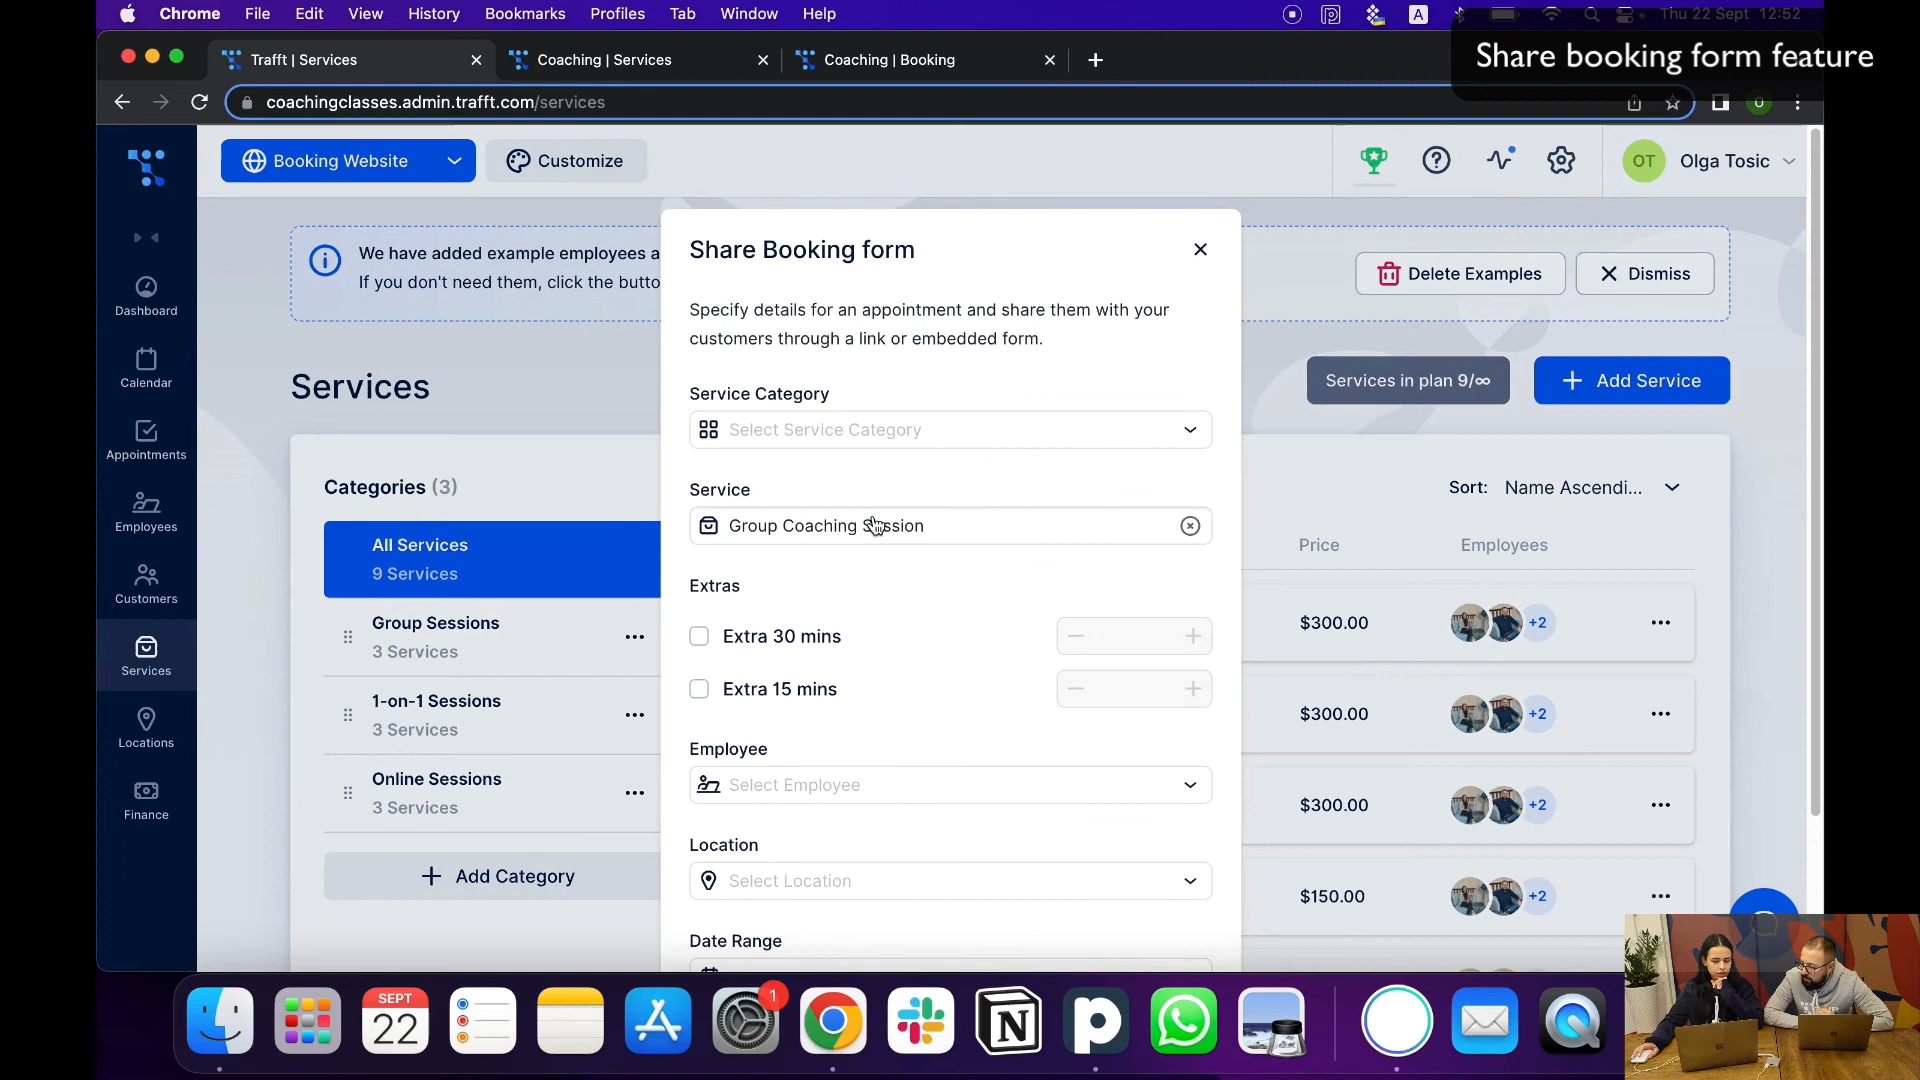 Chrome File Edit View History Bookmarks Profiles Tab Window Help
A
Thu 22 Sept 12:52
Share booking form feature
Trafft | Services
Coaching | Services
Coaching | Booking
coachingclasses.admin.trafft.com/services
Booking Website
Customize
OT
Olga Tosic
Dashboard
Calendar
Appointments
Employees
Customers
Services
Locations
Finance
We have added example employees a
If you don't need them, click the butto
Delete Examples
Dismiss
Services
Services in plan 9/∞
+ Add Service
Categories (3)
All Services
9 Services
Group Sessions
3 Services
1-on-1 Sessions
3 Services
Online Sessions
3 Services
+ Add Category
Share Booking form
Specify details for an appointment and share them with your
customers through a link or embedded form.
Service Category
Select Service Category
Service
Group Coaching Session
Extras
Extra 30 mins
Extra 15 mins
Employee
Select Employee
Location
Select Location
Date Range
Sort: Name Ascendi...
Price Employees
$300.00 +2
$300.00 +2
$300.00 +2
$150.00 +2
SEPT
22
1